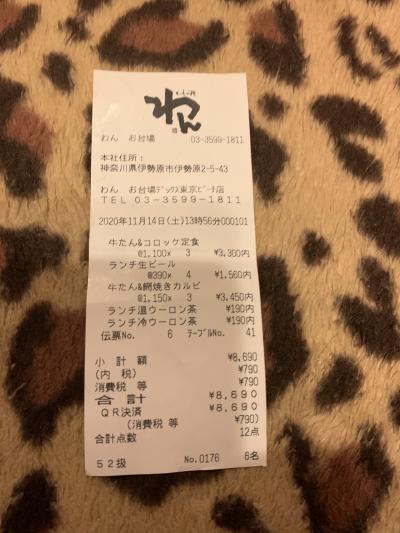 わん
わん お台場 03-3599-1811
本社住所：
神奈川県伊勢原市伊勢原2-5-43
わん お台場デックス東京ビーチ店
TEL 03-3599-1811
2020年11月14日(土)13時56分000101
牛たん&コロッケ定食
@1,100× 3 ¥3,300円
ランチ生ビール
@390× 4 ¥1,560円
牛たん&網焼きカルビ
@1,150× 3 ¥3,450円
ランチ温ウーロン茶 ¥190円
ランチ冷ウーロン茶 ¥190円
伝票No. 6 テーブルNo. 41
小 計 額 ¥8,690
(内 税) ¥790
消費税 等 ¥790
合 計 ¥8,690
QR決済 ¥8,690
(消費税 等 ¥790)
合計点数 12点
52扱 No.0176 6名